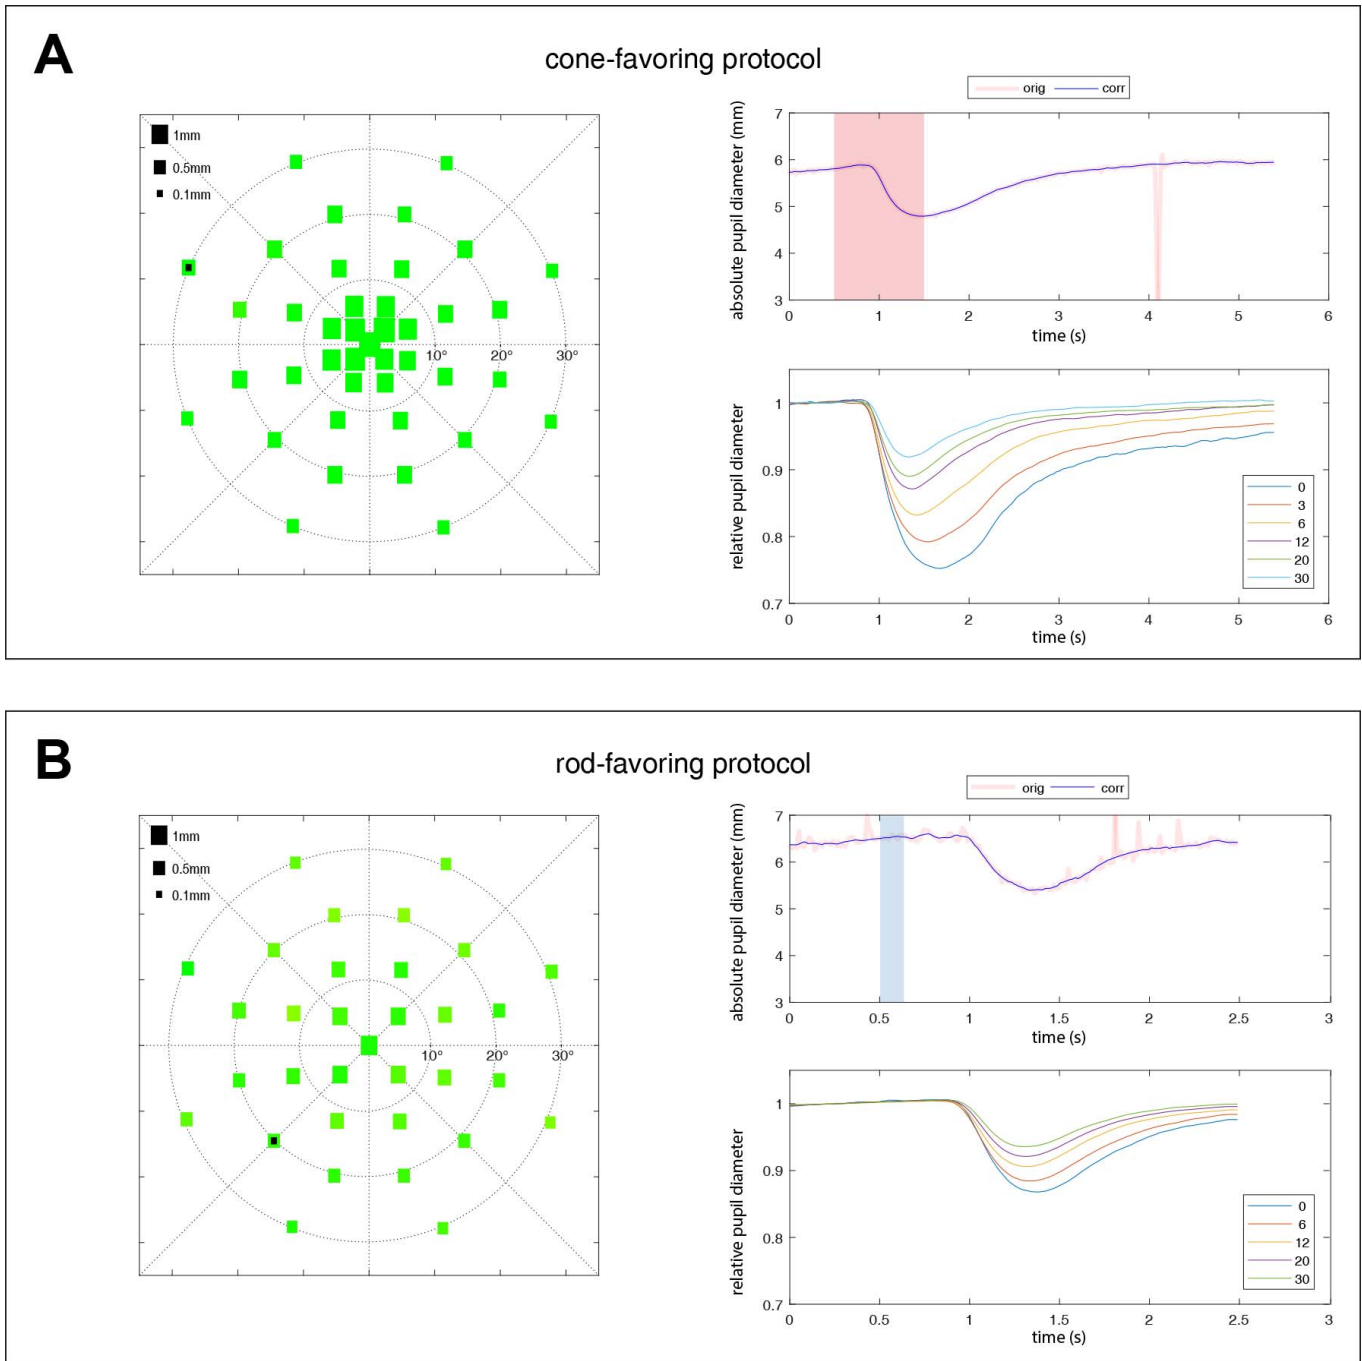 A
cone-favoring protocol
1mm
0.5mm
0.1mm
10°
20°
30°
orig
corr
absolute pupil diameter (mm)
7
6
5
4
3
0
1
2
3
4
5
6
time (s)
relative pupil diameter
1
0.9
0.8
0.7
0
3
6
12
20
30
0
1
2
3
4
5
6
time (s)
B
rod-favoring protocol
1mm
0.5mm
0.1mm
10°
20°
30°
orig
corr
absolute pupil diameter (mm)
7
6
5
4
3
0
0.5
1
1.5
2
2.5
3
time (s)
relative pupil diameter
1
0.9
0.8
0.7
0
6
12
20
30
0
0.5
1
1.5
2
2.5
3
time (s)